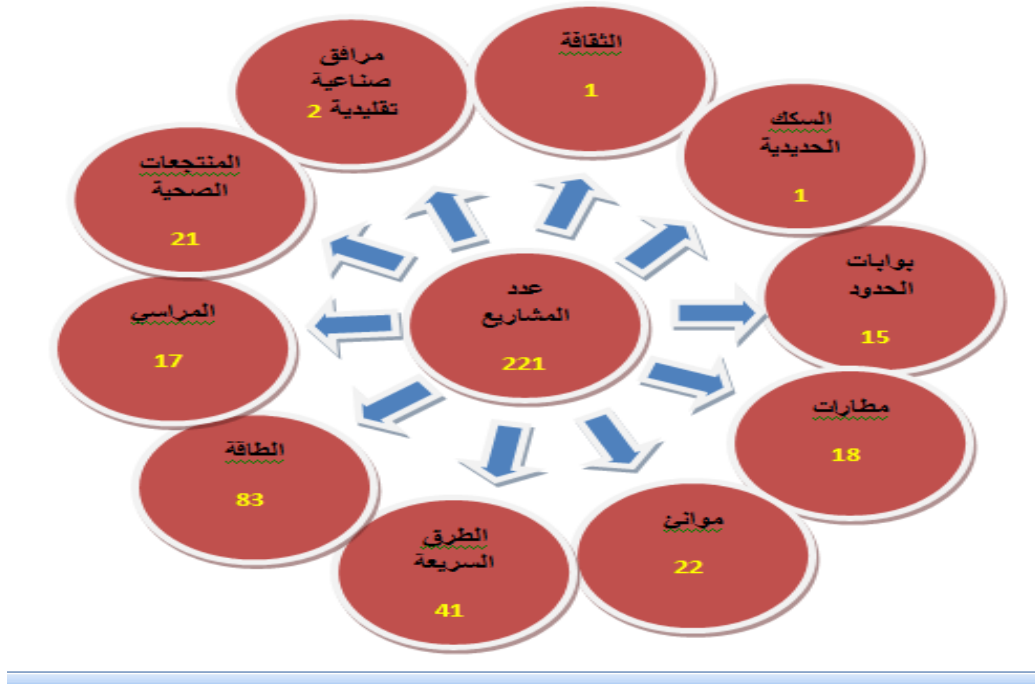 الثقافة
1
السكك
الحديدية
1
بوابات
الحدود
15
مطارات
18
موانئ
22
الطرق
السريعة
41
الطاقة
83
المراسي
17
المنتجعات
الصحية
21
مرافق
صناعية
تقليدية 2
عدد
المشاريع
221